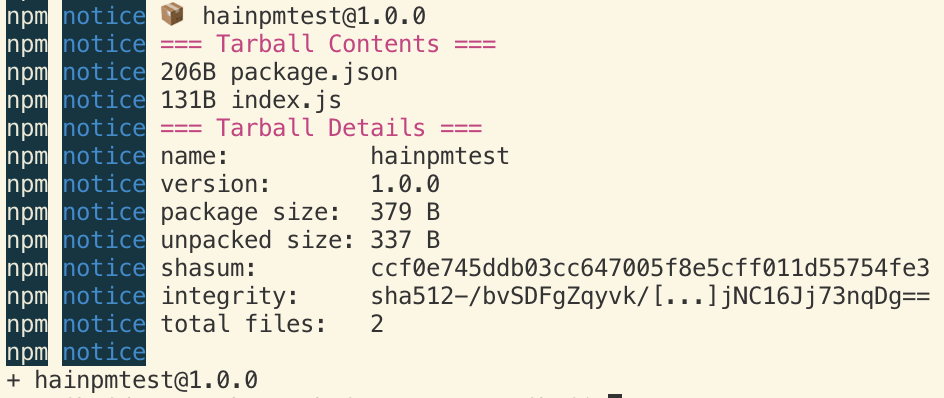 npm notice 📦 hainpmtest@1.0.0
npm notice === Tarball Contents ===
npm notice 206B package.json
npm notice 131B index.js
npm notice === Tarball Details ===
npm notice name: hainpmtest
npm notice version: 1.0.0
npm notice package size: 379 B
npm notice unpacked size: 337 B
npm notice shasum: ccf0e745ddb03cc647005f8e5cff011d55754fe3
npm notice integrity: sha512-/bvSDFgZqyvk/[...]jNC16Jj73nqDg==
npm notice total files: 2
npm notice
+ hainpmtest@1.0.0